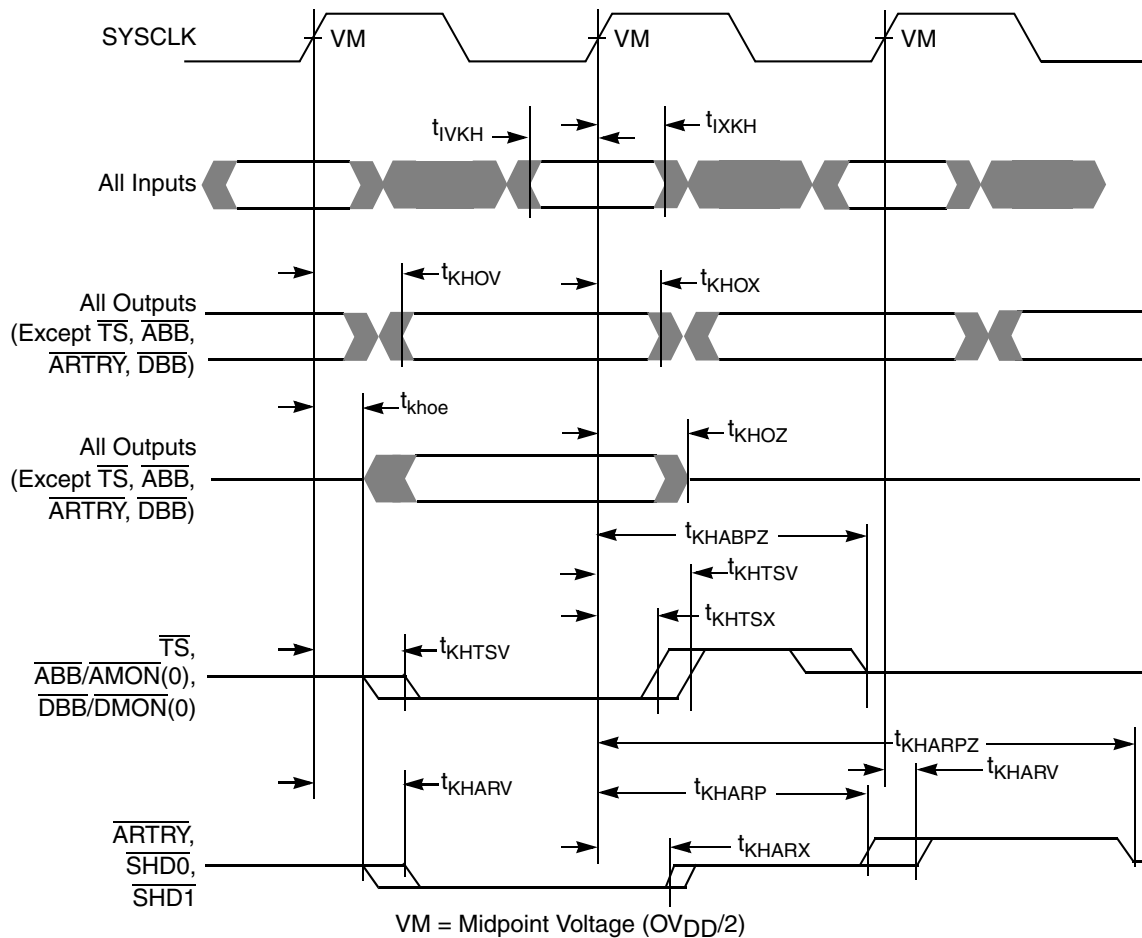 SYSCLK
VM
VM
VM
tIVKH
tIXKH
All Inputs
tKHOV
tKHOX
All Outputs
(Except TS, ABB,
ARTRY, DBB)
tkhoe
tKHOZ
All Outputs
(Except TS, ABB,
ARTRY, DBB)
tKHABPZ
tKHTSV
tKHTSX
TS,
tKHTSV
ABB/AMON(0),
DBB/DMON(0)
tKHARPZ
tKHARV
tKHARV
tKHARP
ARTRY,
tKHARX
SHD0,
SHD1
VM = Midpoint Voltage (OVDD/2)